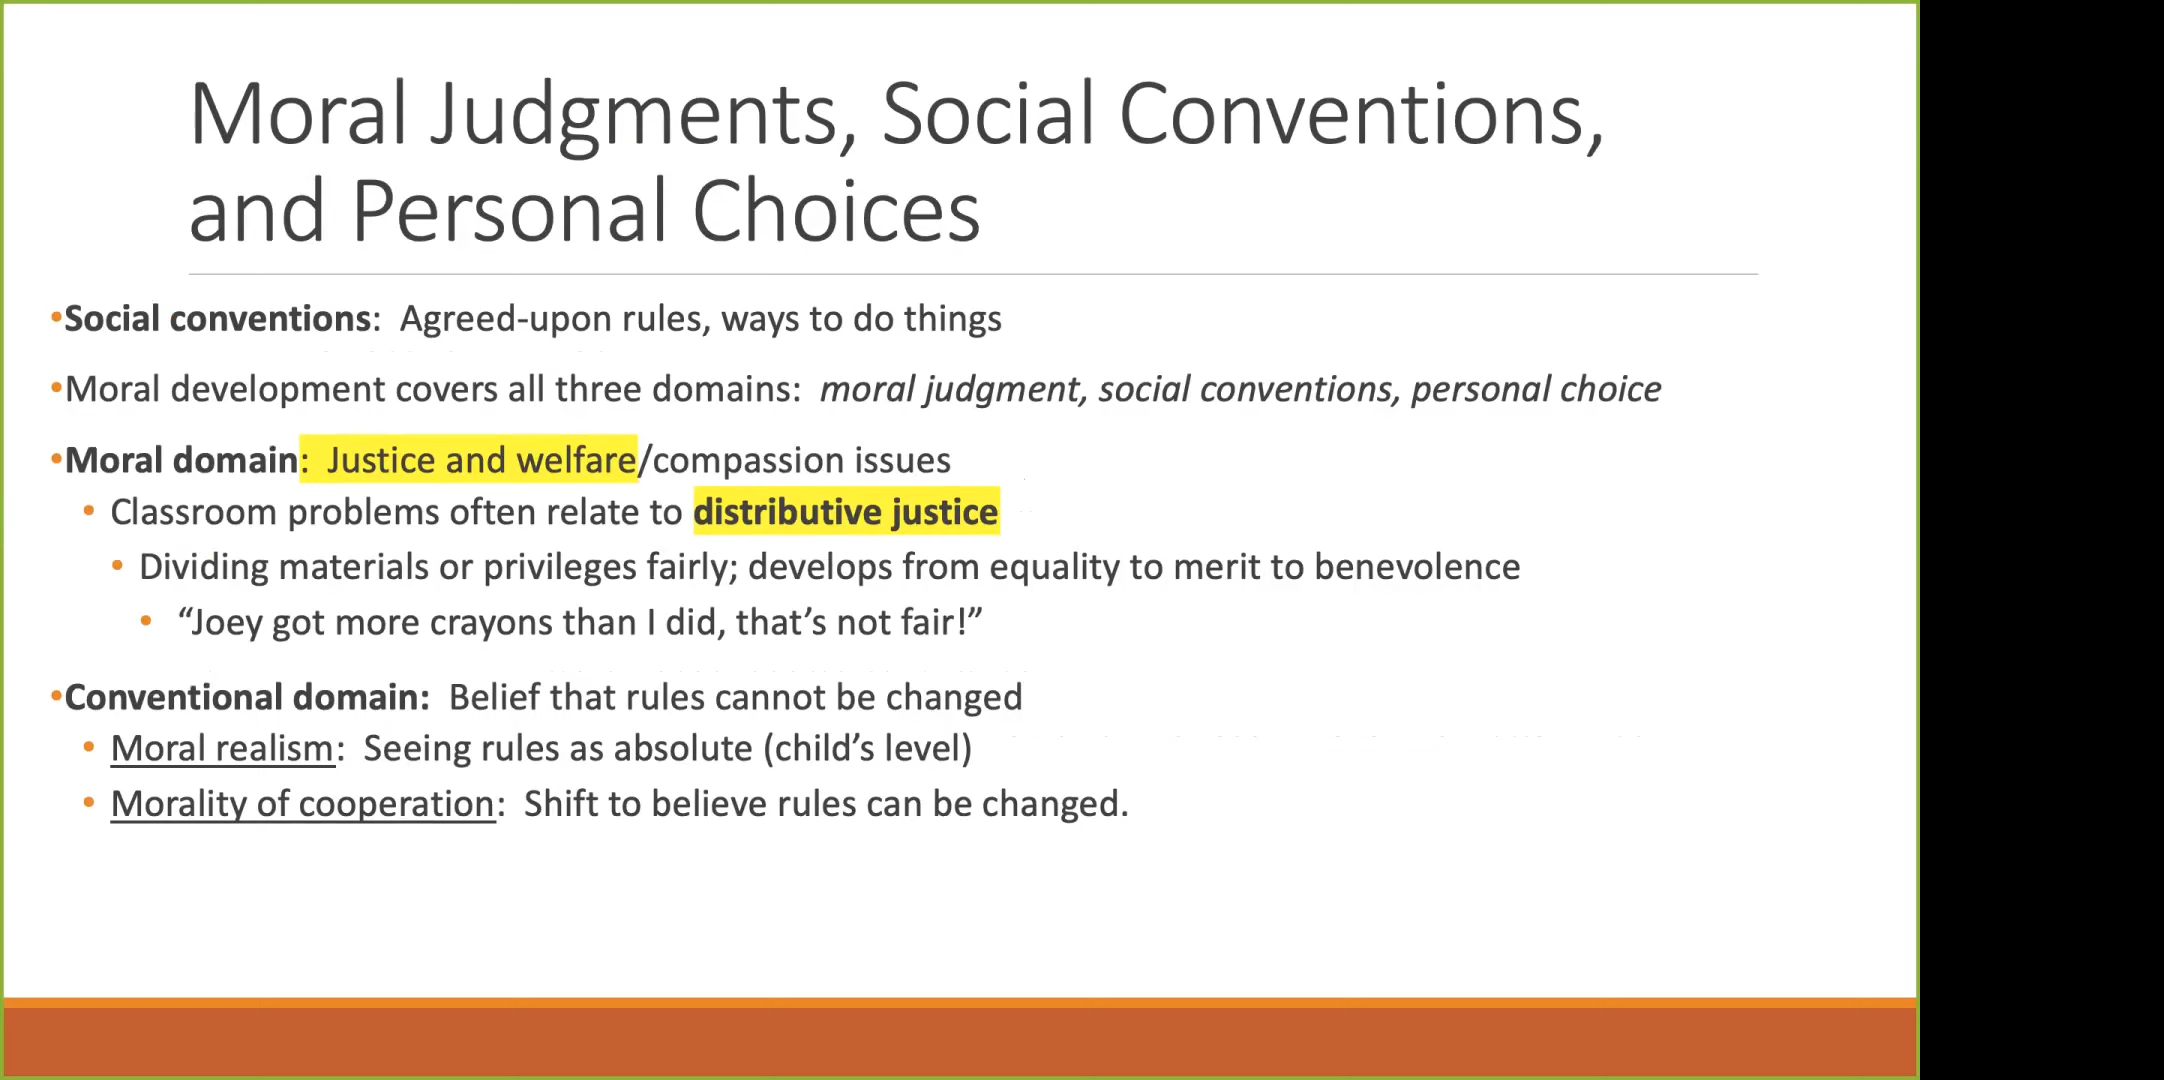 Moral Judgments, Social Conventions,
and Personal Choices
•Social conventions:  Agreed-upon rules, ways to do things
•Moral development covers all three domains:  moral judgment, social conventions, personal choice
•Moral domain:  Justice and welfare/compassion issues
• Classroom problems often relate to distributive justice
• Dividing materials or privileges fairly; develops from equality to merit to benevolence
• “Joey got more crayons than I did, that’s not fair!”
•Conventional domain:  Belief that rules cannot be changed
• Moral realism:  Seeing rules as absolute (child’s level)
• Morality of cooperation:  Shift to believe rules can be changed.